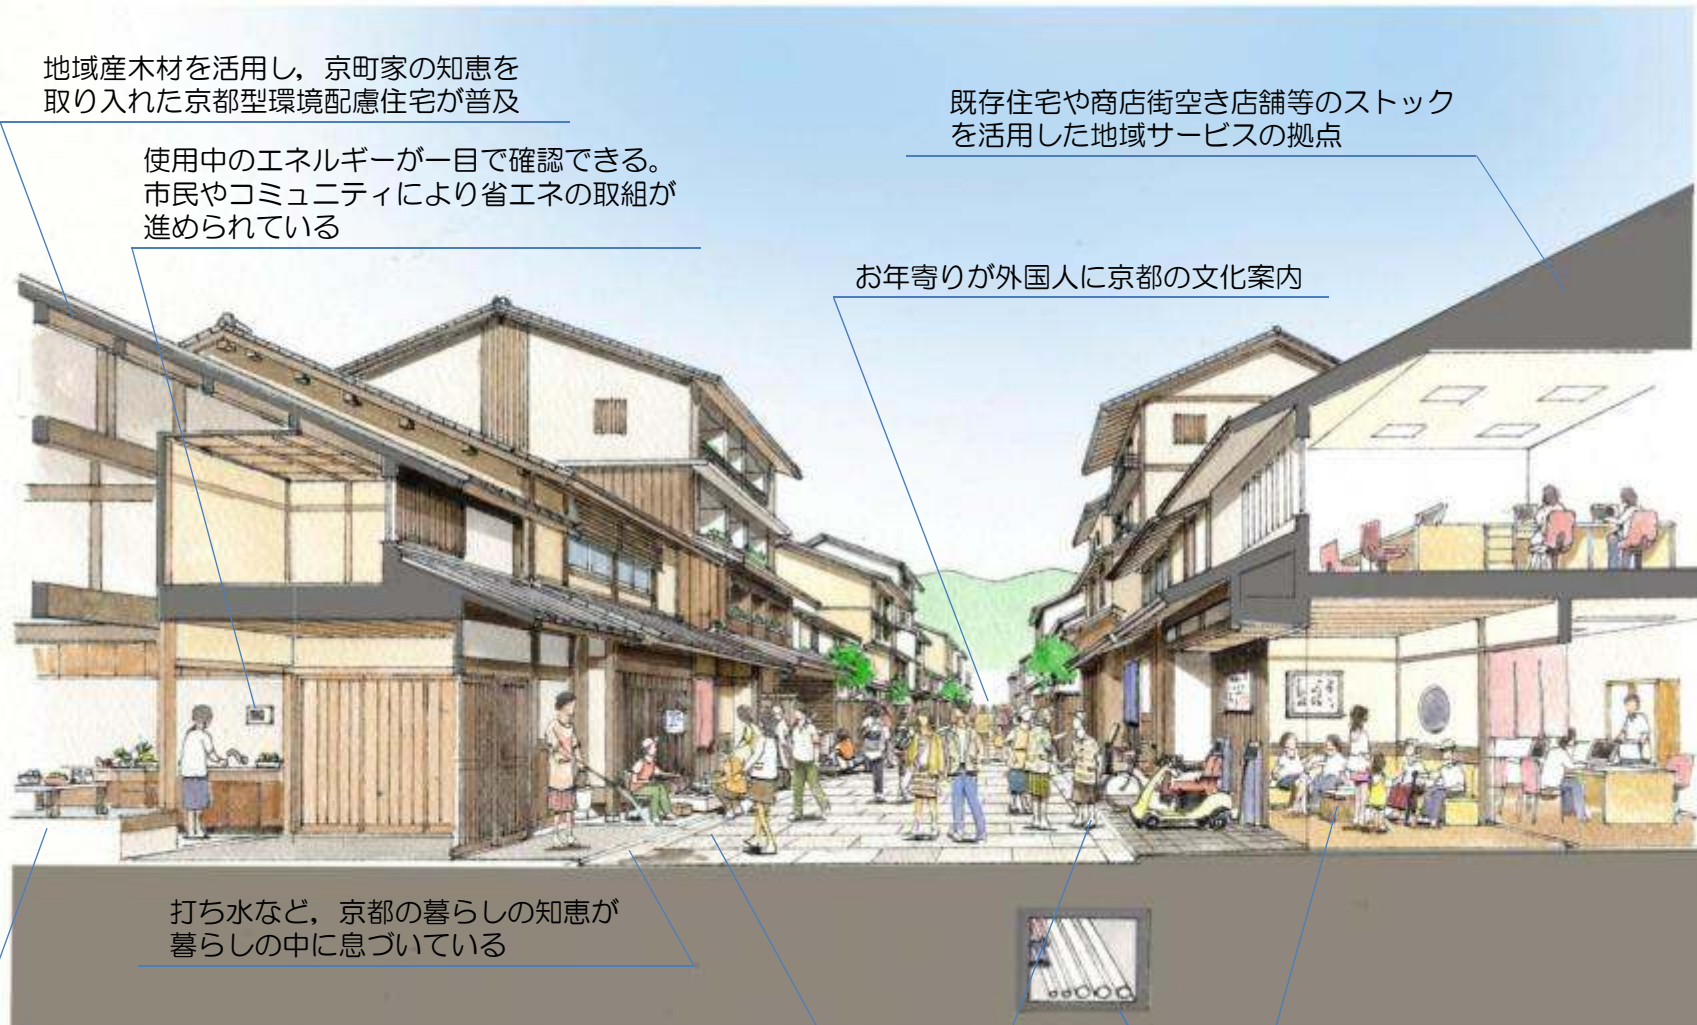 地域産木材を活用し，京町家の知恵を
取り入れた京都型環境配慮住宅が普及
使用中のエネルギーが一目で確認できる。
市民やコミュニティにより省エネの取組が
進められている
既存住宅や商店街空き店舗等のストック
を活用した地域サービスの拠点
お年寄りが外国人に京都の文化案内
打ち水など，京都の暮らしの知恵が
暮らしの中に息づいている